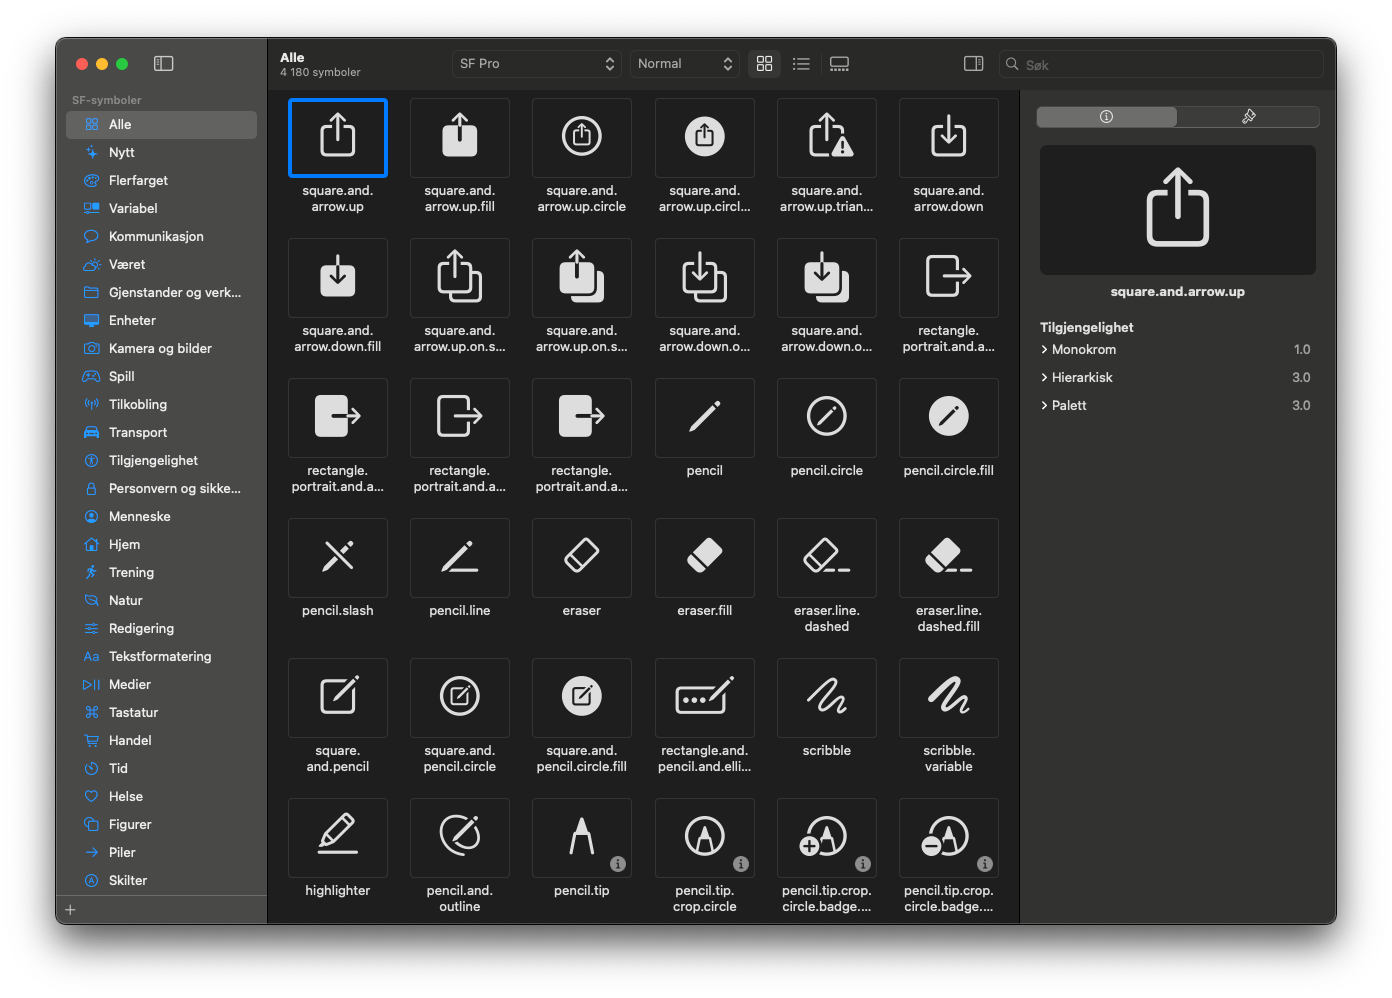 SF-symboler
Alle
Nytt
Flerfarget
Variabel
Kommunikasjon
Været
Gjenstander og verk...
Enheter
Kamera og bilder
Spill
Tilkobling
Transport
Tilgjengelighet
Personvern og sikke...
Menneske
Hjem
Trening
Natur
Redigering
Aa Tekstformatering
Medier
Tastatur
Handel
Tid
Helse
Figurer
Piler
Skilter
Alle
4 180 symboler
SF Pro
Normal
Søk
square.and.
arrow.up
square.and.
arrow.up.fill
square.and.
arrow.up.circle
square.and.
arrow.up.circl...
square.and.
arrow.up.trian...
square.and.
arrow.down
square.and.
arrow.down.fill
square.and.
arrow.up.on.s...
square.and.
arrow.up.on.s...
square.and.
arrow.down.o...
square.and.
arrow.down.o...
rectangle.
portrait.and.a...
rectangle.
portrait.and.a...
rectangle.
portrait.and.a...
rectangle.
portrait.and.a...
pencil
pencil.circle
pencil.circle.fill
pencil.slash
pencil.line
eraser
eraser.fill
eraser.line.
dashed
eraser.line.
dashed.fill
square.
and.pencil
square.and.
pencil.circle
square.and.
pencil.circle.fill
rectangle.and.
pencil.and.elli...
scribble
scribble.
variable
highlighter
pencil.and.
outline
pencil.tip
pencil.tip.
crop.circle
pencil.tip.crop.
circle.badge....
pencil.tip.crop.
circle.badge....
square.and.arrow.up
Tilgjengelighet
Monokrom 1.0
Hierarkisk 3.0
Palett 3.0